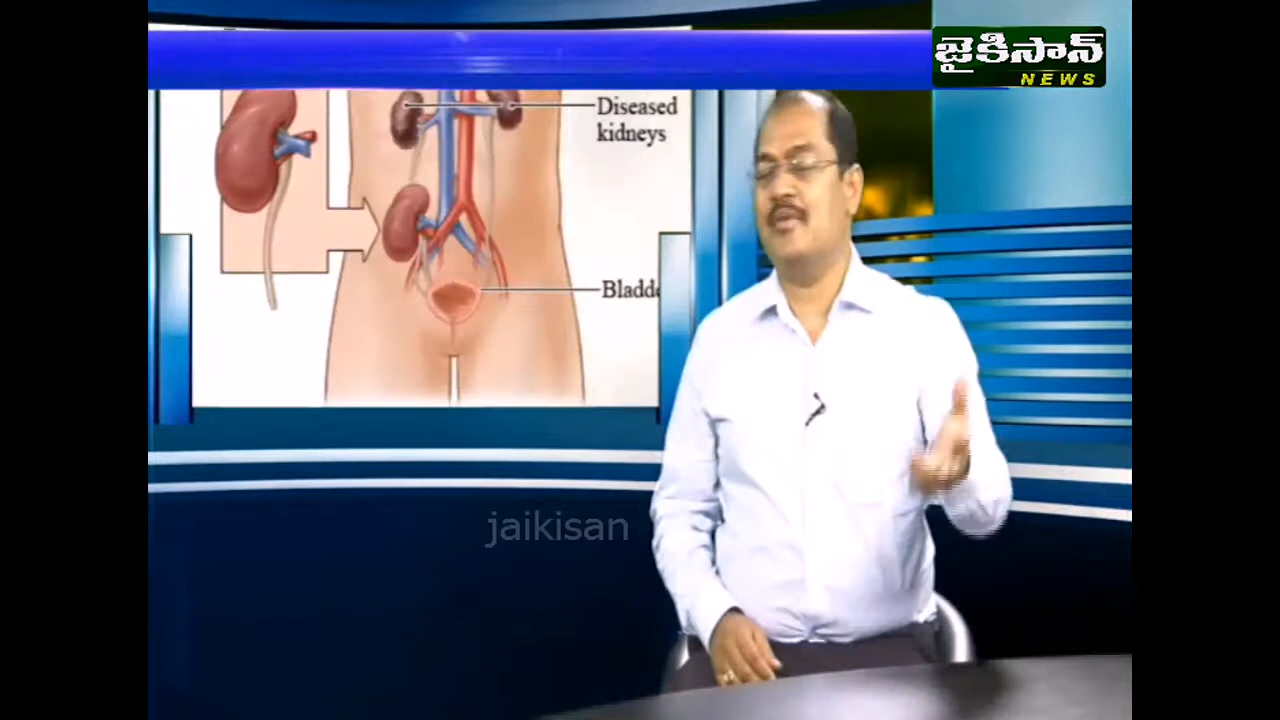 జైకిసాన్
NEWS
Diseased
kidneys
Bladde
jaikisan